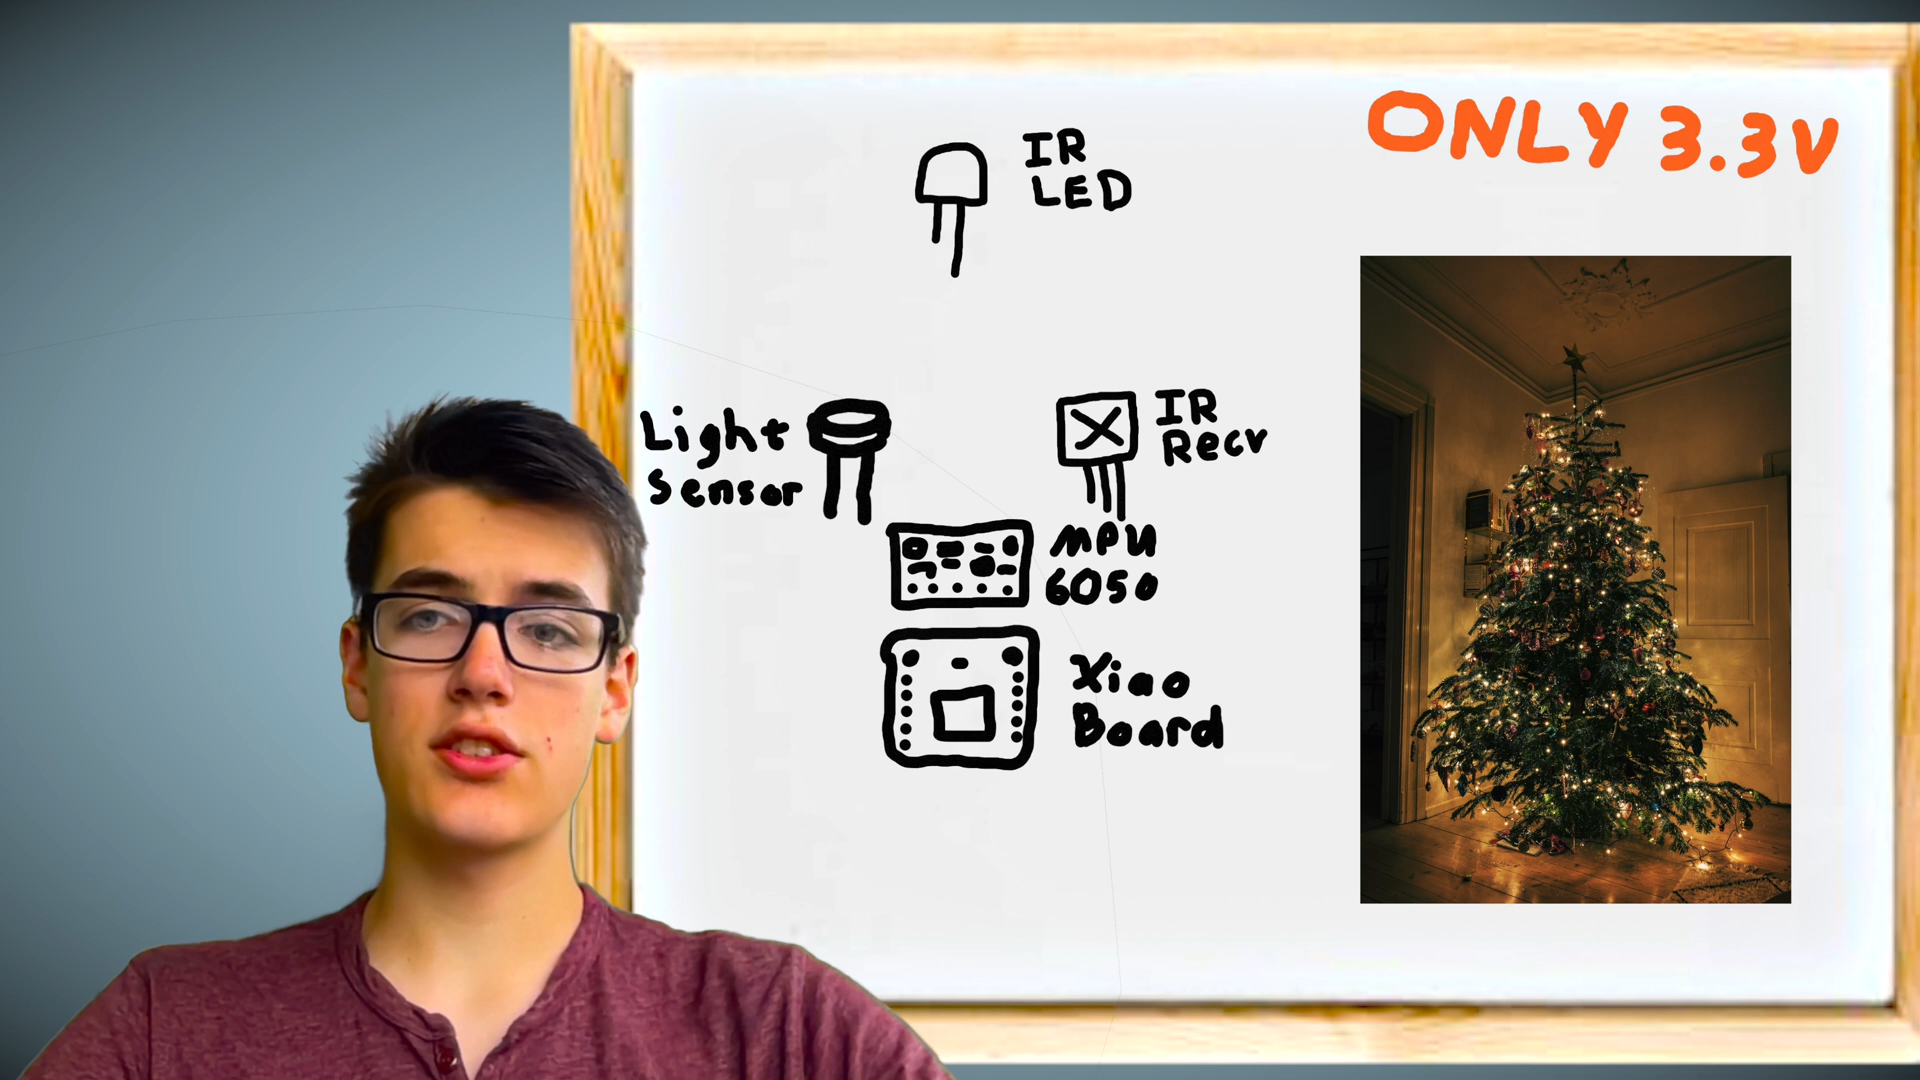 IR
LED
ONLY 3.3V
Light
Sensor
IR
Recv
MPU
6050
Xiao
Board